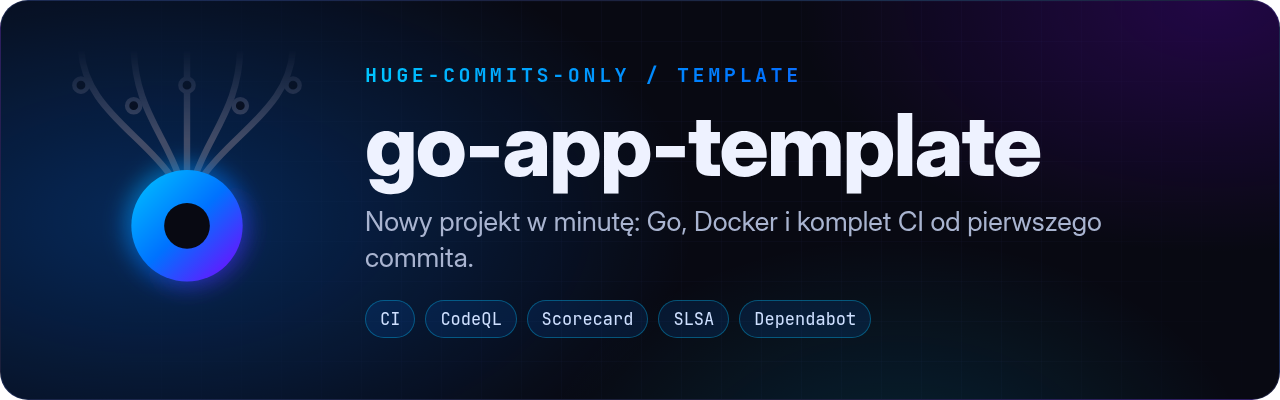 HUGE-COMMITS-ONLY / TEMPLATE
go-app-template
Nowy projekt w minutę: Go, Docker i komplet CI od pierwszego
commita.
CI CodeQL Scorecard SLSA Dependabot